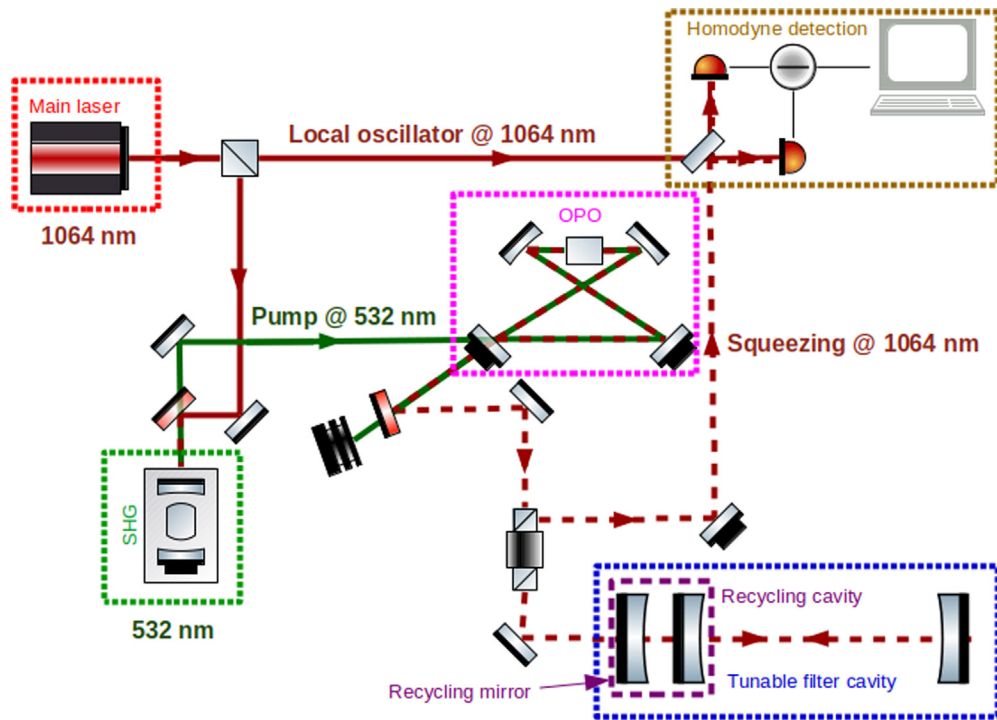 Homodyne detection
Main laser
Local oscillator @ 1064 nm
1064 nm
OPO
Pump @ 532 nm
Squeezing @ 1064 nm
SHG
532 nm
Recycling cavity
Tunable filter cavity
Recycling mirror